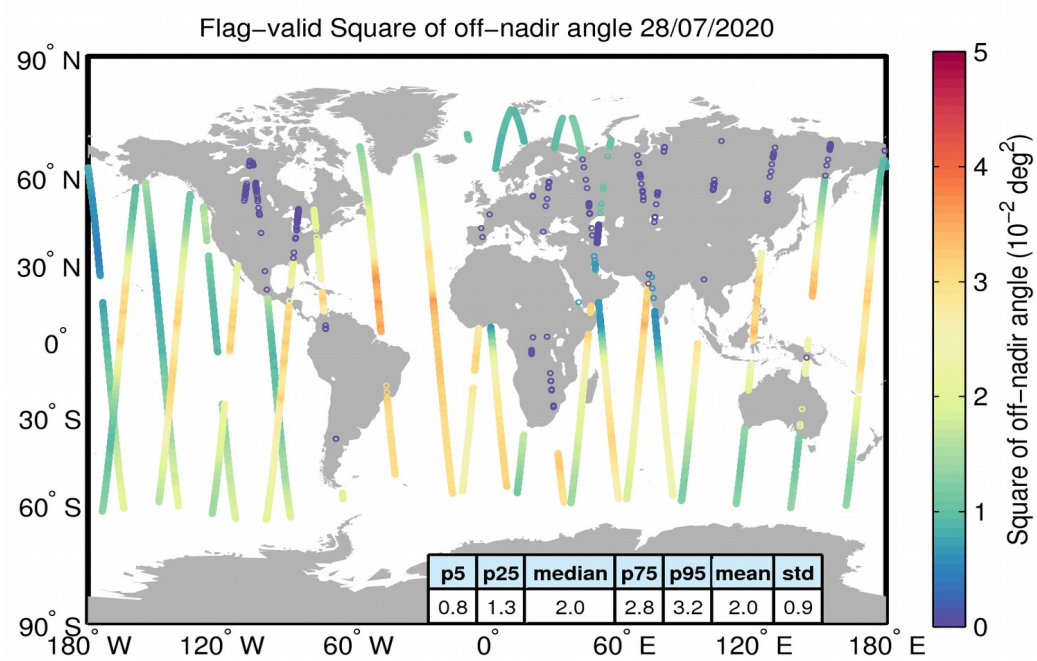 Flag−valid Square of off−nadir angle 28/07/2020
90° N
60° N
30° N
0°
30° S
60° S
90° S
180° W
120° W
60° W
0°
60° E
120° E
180° E
p5 p25 median p75 p95 mean std
0.8 1.3 2.0 2.8 3.2 2.0 0.9
5
4
3
2
1
0
Square of off−nadir angle (10⁻² deg²)